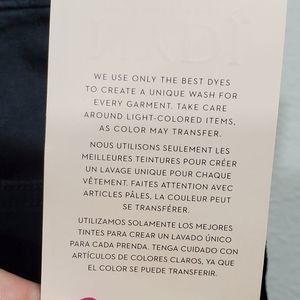 WE USE ONLY THE BEST DYES
TO CREATE A UNIQUE WASH FOR
EVERY GARMENT. TAKE CARE
AROUND LIGHT-COLORED ITEMS,
AS COLOR MAY TRANSFER.
NOUS UTILISONS SEULEMENT LES
MEILLEURES TEINTURES POUR CRÉER
UN LAVAGE UNIQUE POUR CHAQUE
VÊTEMENT. FAITES ATTENTION AVEC
ARTICLES PÂLES, LA COULEUR PEUT
SE TRANSFÉRER.
UTILIZAMOS SOLAMENTE LOS MEJORES
TINTES PARA CREAR UN LAVADO ÚNICO
PARA CADA PRENDA. TENGA CUIDADO CON
ARTÍCULOS DE COLORES CLAROS, YA QUE
EL COLOR SE PUEDE TRANSFERIR.